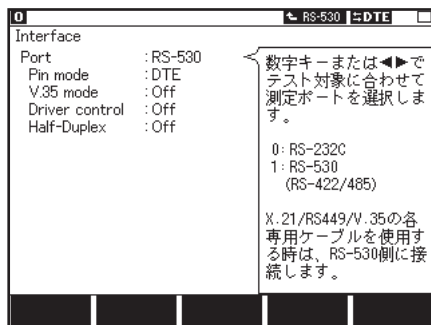 0 RS-530 DTE
Interface
Port :RS-530
Pin mode :DTE
V.35 mode :Off
Driver control :Off
Half-Duplex :Off
数字キーまたは◀▶で
テスト対象に合わせて
測定ポートを選択しま
す。
0: RS-232C
1: RS-530
(RS-422/485)
X.21/RS449/V.35の各
専用ケーブルを使用す
る時は、RS-530側に接
続します。